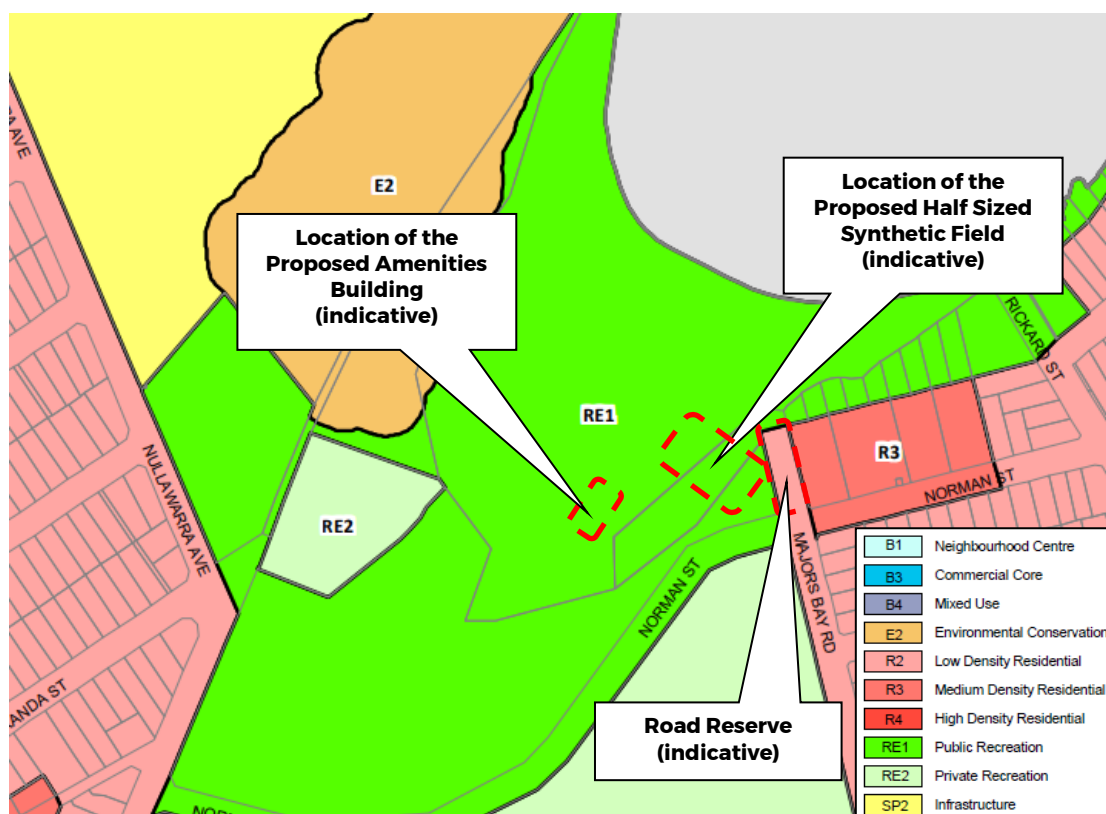 A AVE
E2
Location of the
Proposed Amenities
Building
(indicative)
Location of the
Proposed Half Sized
Synthetic Field
(indicative)
RICKARD ST
RE1
R3
NORMAN ST
NULLAWARRA AVE
RE2
NORMAN ST
MAJORS BAY RD
ANDA ST
Road Reserve
(indicative)
B1 Neighbourhood Centre
B3 Commercial Core
B4 Mixed Use
E2 Environmental Conservation
R2 Low Density Residential
R3 Medium Density Residential
R4 High Density Residential
RE1 Public Recreation
RE2 Private Recreation
SP2 Infrastructure